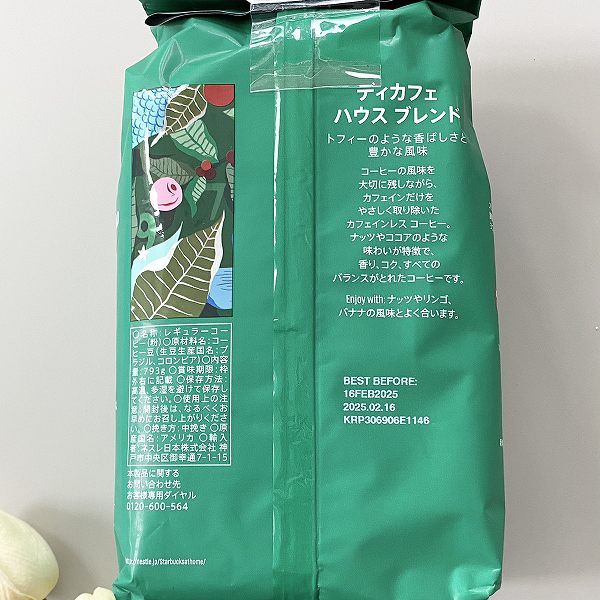 ディカフェ
ハウス ブレンド
トフィーのような香ばしさと
豊かな風味
コーヒーの風味を
大切に残しながら、
カフェインだけを
やさしく取り除いた
カフェインレス コーヒー。
ナッツやココアのような
味わいが特徴で、
香り、コク、すべての
バランスがとれたコーヒーです。
Enjoy with: ナッツやリンゴ、
バナナの風味とよく合います。
BEST BEFORE:
16FEB2025
2025.02.16
KRP306906E1146
〇名称:レギュラーコー
ヒー(粉)〇原材料名:コー
ヒー豆(生豆生産国名:ブ
ラジル、コロンビア)〇内容
量:793g 〇賞味期限:枠
外右に記載 〇保存方法:
高温、多湿を避けて保存し
てください。〇使用上の注
意:開封後は、なるべくお
早めにお召し上がりくださ
い。〇挽き方:中挽き 〇原
産国名:アメリカ 〇輸入
者:ネスレ日本株式会社 神
戸市中央区御幸通7-1-15
本製品に関する
お問い合わせ先
お客様専用ダイヤル
0120-600-564
http://nestle.jp/Starbucksathome/